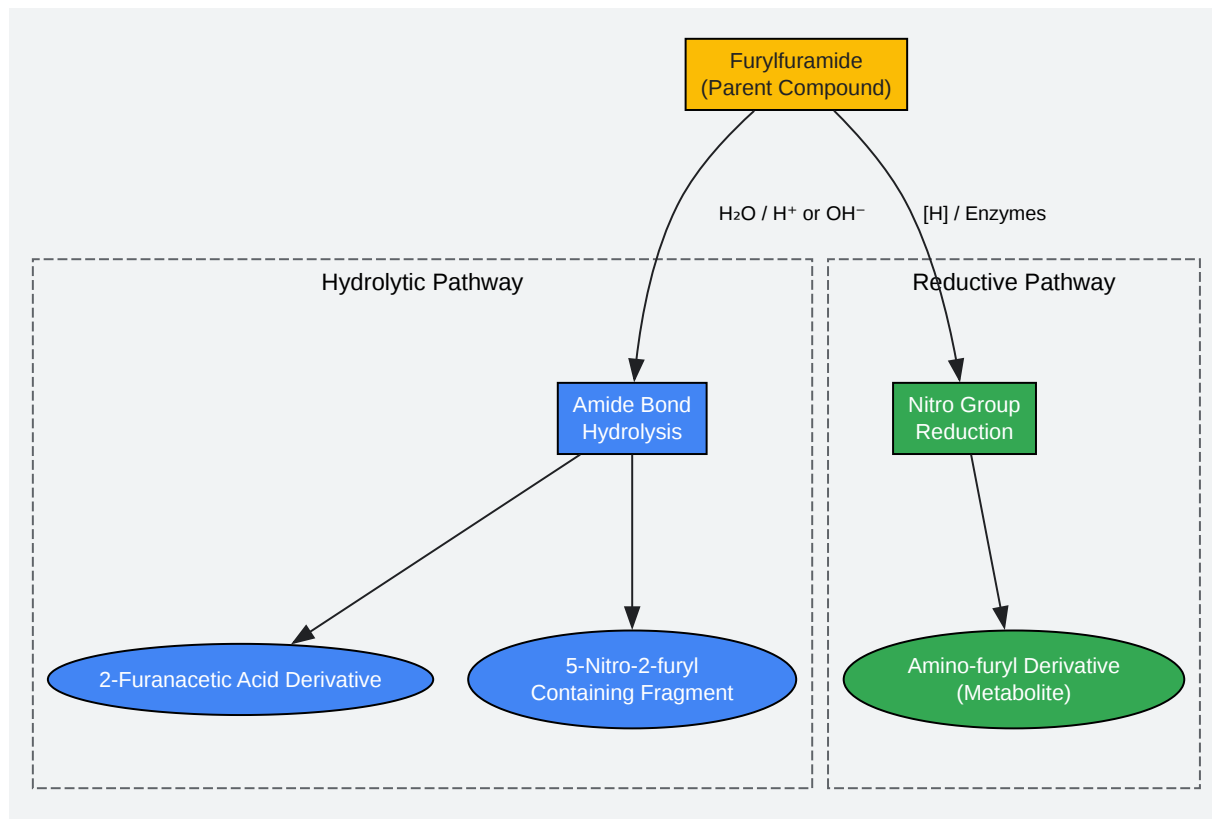 Furylfuramide
(Parent Compound)
H₂O / H⁺ or OH⁻
[H] / Enzymes
Hydrolytic Pathway
Reductive Pathway
Amide Bond
Hydrolysis
Nitro Group
Reduction
2-Furanacetic Acid Derivative
5-Nitro-2-furyl
Containing Fragment
Amino-furyl Derivative
(Metabolite)